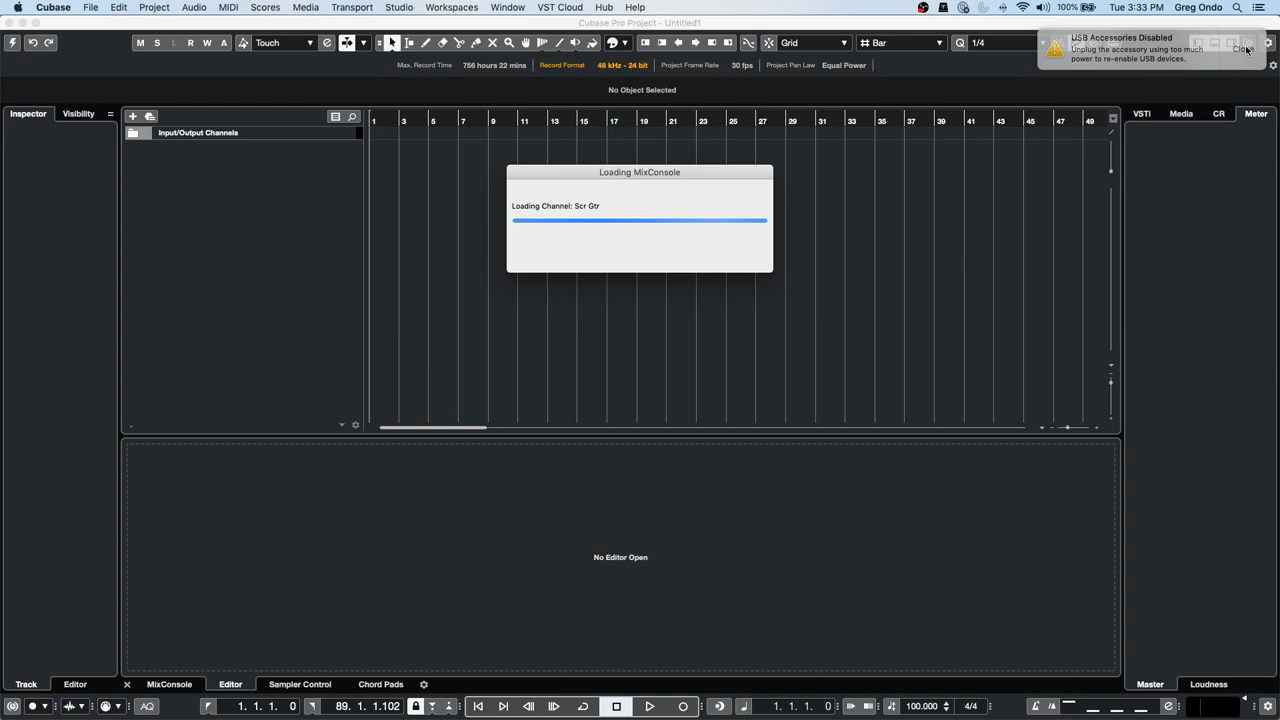 Cubase File Edit Project Audio MIDI Scores Media Transport Studio Workspaces Window VST Cloud Hub Help 100% Tue 3:33 PM Greg Ondo
Cubase Pro Project - Untitled1
USB Accessories Disabled
Unplug the accessory using too much
power to re-enable USB devices.
M S L R W A Touch Grid Bar Q 1/4
Max. Record Time 756 hours 22 mins Record Format 48 kHz - 24 bit Project Frame Rate 30 fps Project Pan Law Equal Power
No Object Selected
Inspector Visibility
1 3 5 7 9 11 13 15 17 19 21 23 25 27 29 31 33 35 37 39 41 43 45 47 49
VSTi Media CR Meter
Input/Output Channels
Loading MixConsole
Loading Channel: Scr Gtr
No Editor Open
Track Editor MixConsole Editor Sampler Control Chord Pads Master Loudness
AQ 1. 1. 1. 0 89. 1. 1.102 1. 1. 1. 0 100.000 4/4